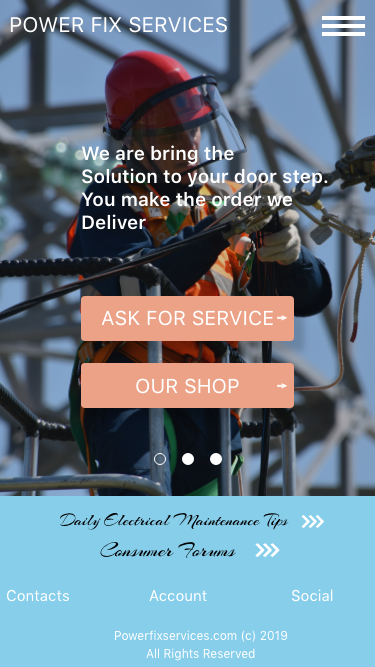 POWER FIX SERVICES
We are bring the
Solution to your door step.
You make the order we
Deliver
ASK FOR SERVICE
OUR SHOP
Daily Electrical Maintenance Tips
Consumer Forums
Contacts Account Social
Powerfixservices.com (c) 2019
All Rights Reserved